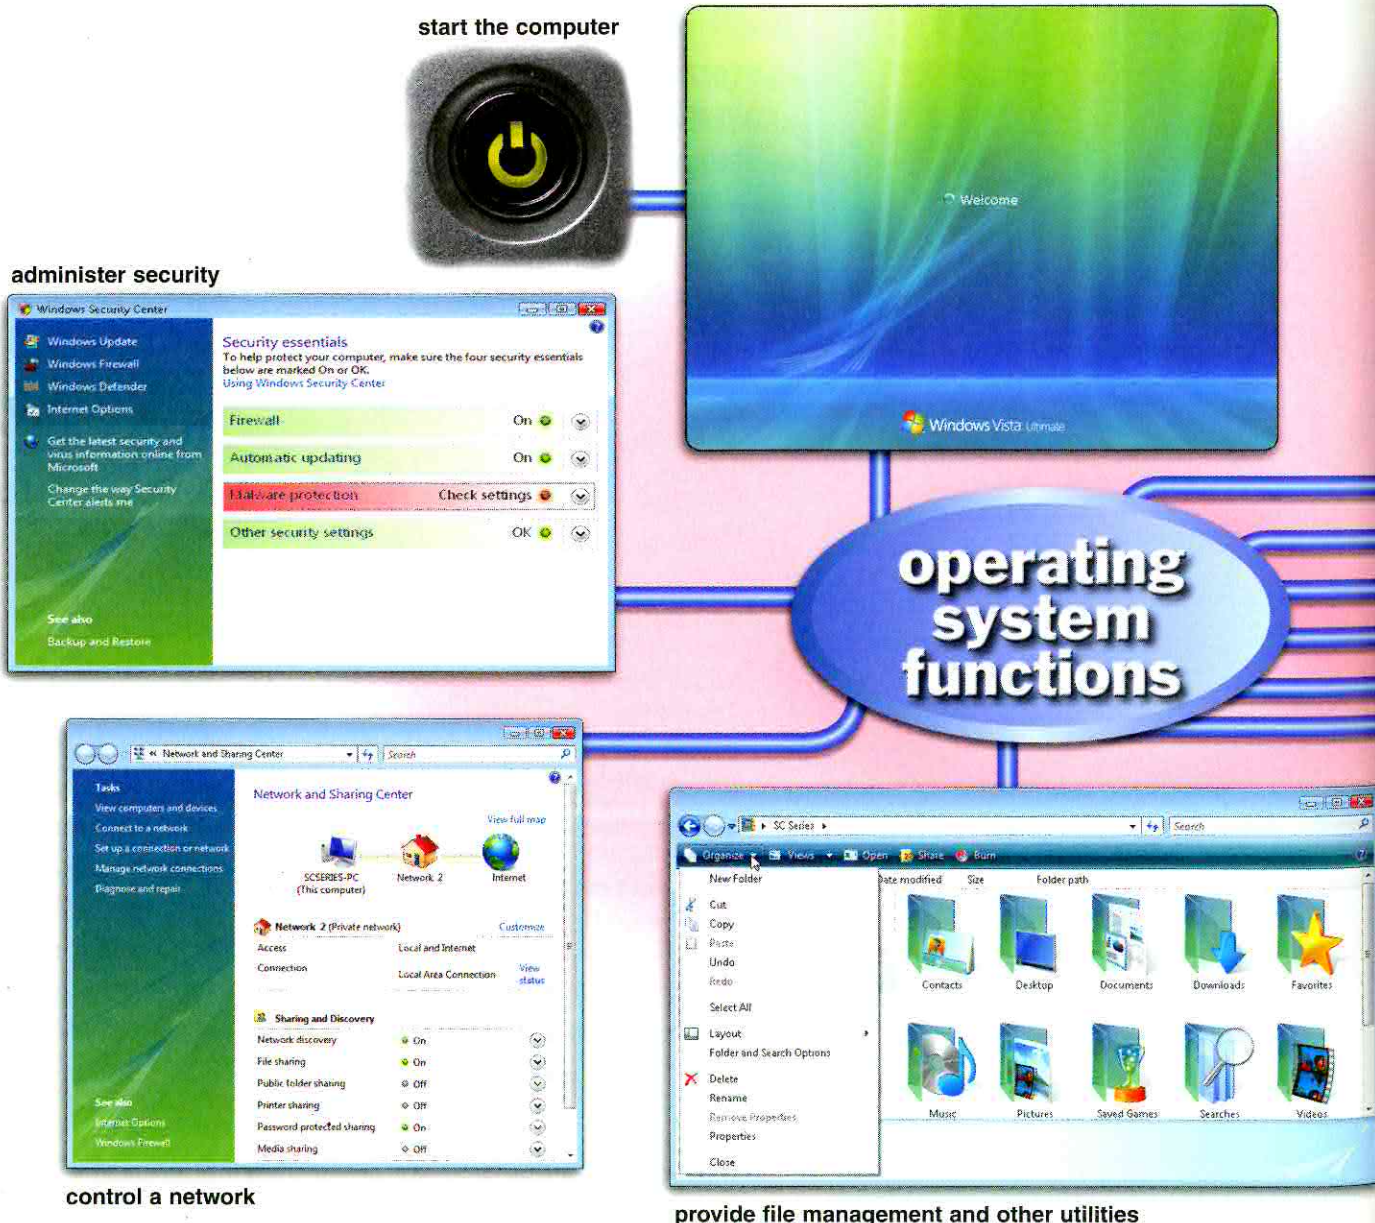 start the computer
Welcome
Windows Vista Ultimate
administer security
Windows Security Center
Windows Update
Windows Firewall
Windows Defender
Internet Options
Get the latest security and
virus information online from
Microsoft
Change the way Security
Center alerts me
See also
Backup and Restore
Security essentials
To help protect your computer, make sure the four security essentials
below are marked On or OK.
Using Windows Security Center
Firewall On
Automatic updating On
Malware protection Check settings
Other security settings OK
operating
system
functions
« Network and Sharing Center
Search
Tasks
View computers and devices
Connect to a network
Set up a connection or network
Manage network connections
Diagnose and repair
See also
Internet Options
Windows Firewall
Network and Sharing Center
View full map
SCSERIES-PC
(This computer)
Network 2
Internet
Network 2 (Private network) Customize
Access Local and Internet
Connection Local Area Connection View
status
Sharing and Discovery
Network discovery On
File sharing On
Public folder sharing Off
Printer sharing Off
Password protected sharing On
Media sharing Off
control a network
SC Series
Search
Organize Views Open Share Burn
New Folder
Cut
Copy
Paste
Undo
Redo
Select All
Layout
Folder and Search Options
Delete
Rename
Remove Properties
Properties
Close
Date modified Size Folder path
Contacts Desktop Documents Downloads Favorites
Music Pictures Saved Games Searches Videos
provide file management and other utilities